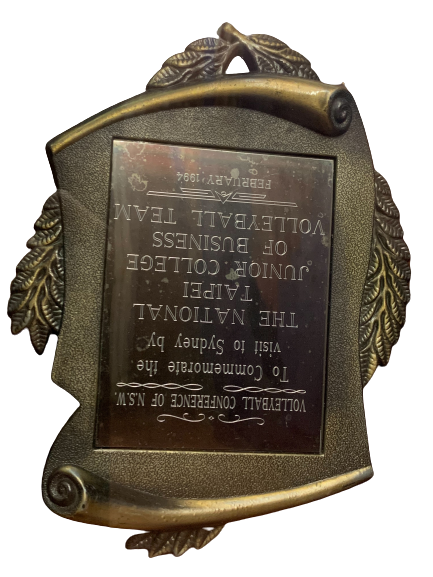 VOLLEYBALL CONFERENCE OF N.S.W.
To Commemorate the
visit to Sydney by
THE NATIONAL
TAIPEI
JUNIOR COLLEGE
OF BUSINESS
VOLLEYBALL TEAM
FEBRUARY 1994